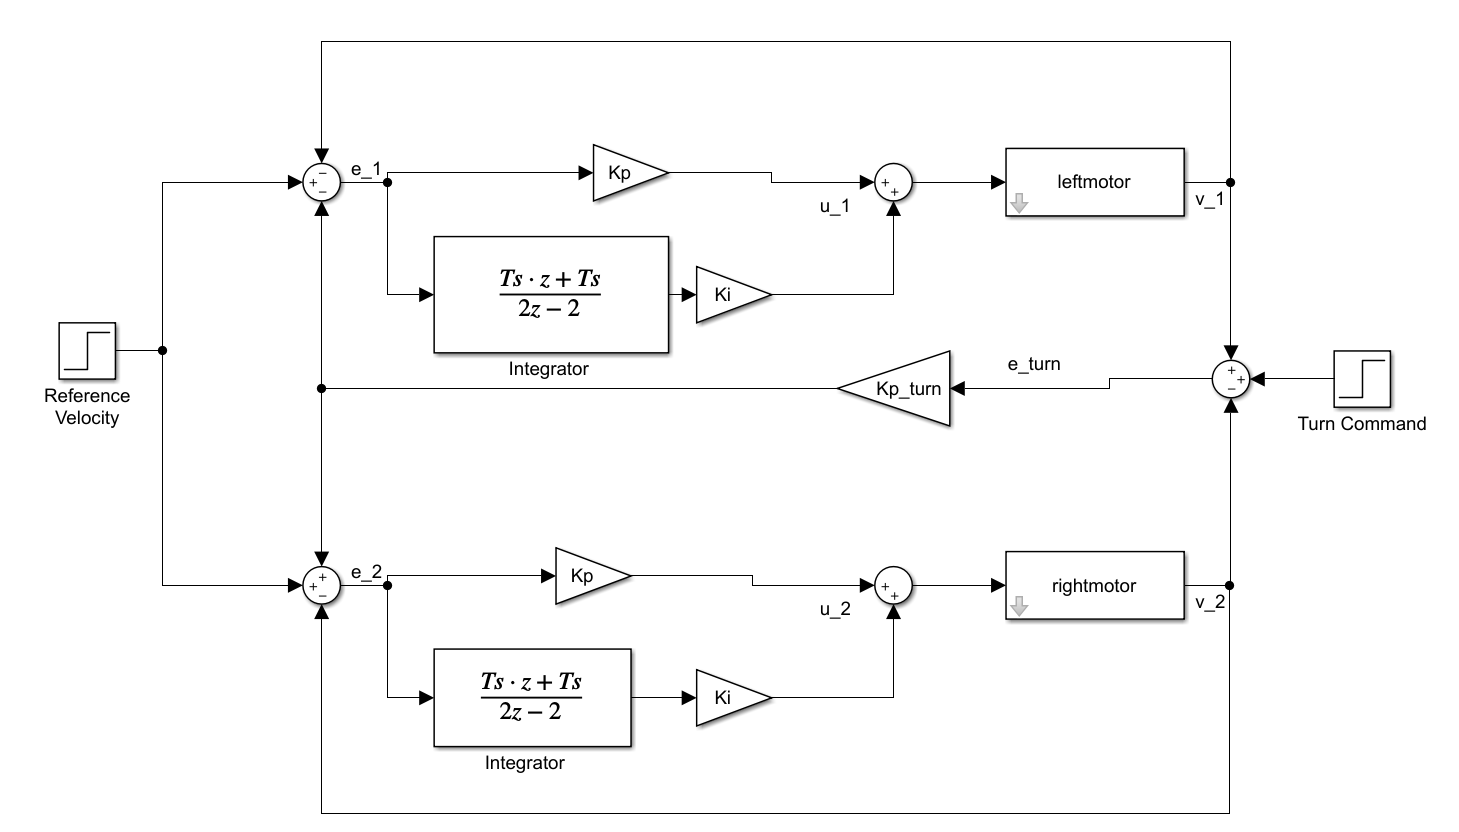 e_1
Kp
+
−
−
u_1
+
+
leftmotor
v_1
Ts · z + Ts
2z − 2
Ki
Integrator
Reference
Velocity
Kp_turn
e_turn
+
+
−
Turn Command
e_2
Kp
+
+
−
u_2
+
+
rightmotor
v_2
Ts · z + Ts
2z − 2
Ki
Integrator